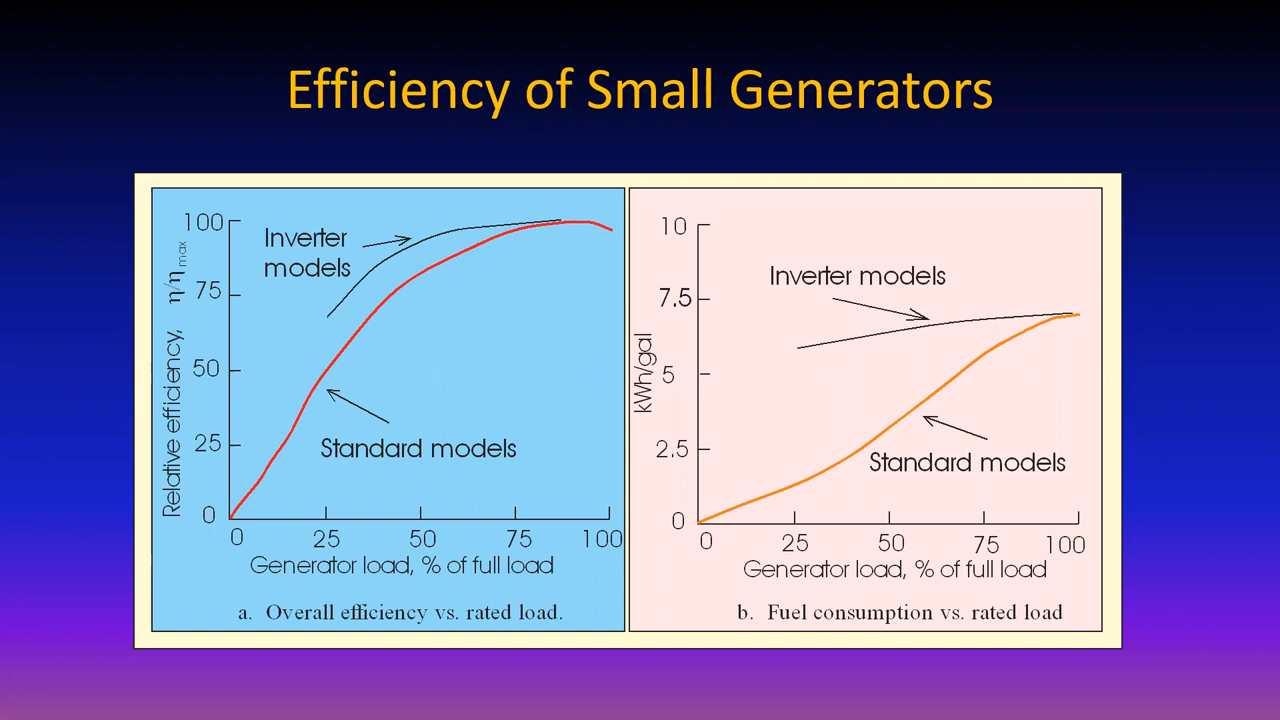 Efficiency of Small Generators
100
75
50
25
0
Relative efficiency, η/ηmax
Inverter
models
Standard models
0 25 50 75 100
Generator load, % of full load
a. Overall efficiency vs. rated load.
10
7.5
5
2.5
0
kWh/gal
Inverter models
Standard models
0 25 50 75 100
Generator load, % of full load
b. Fuel consumption vs. rated load